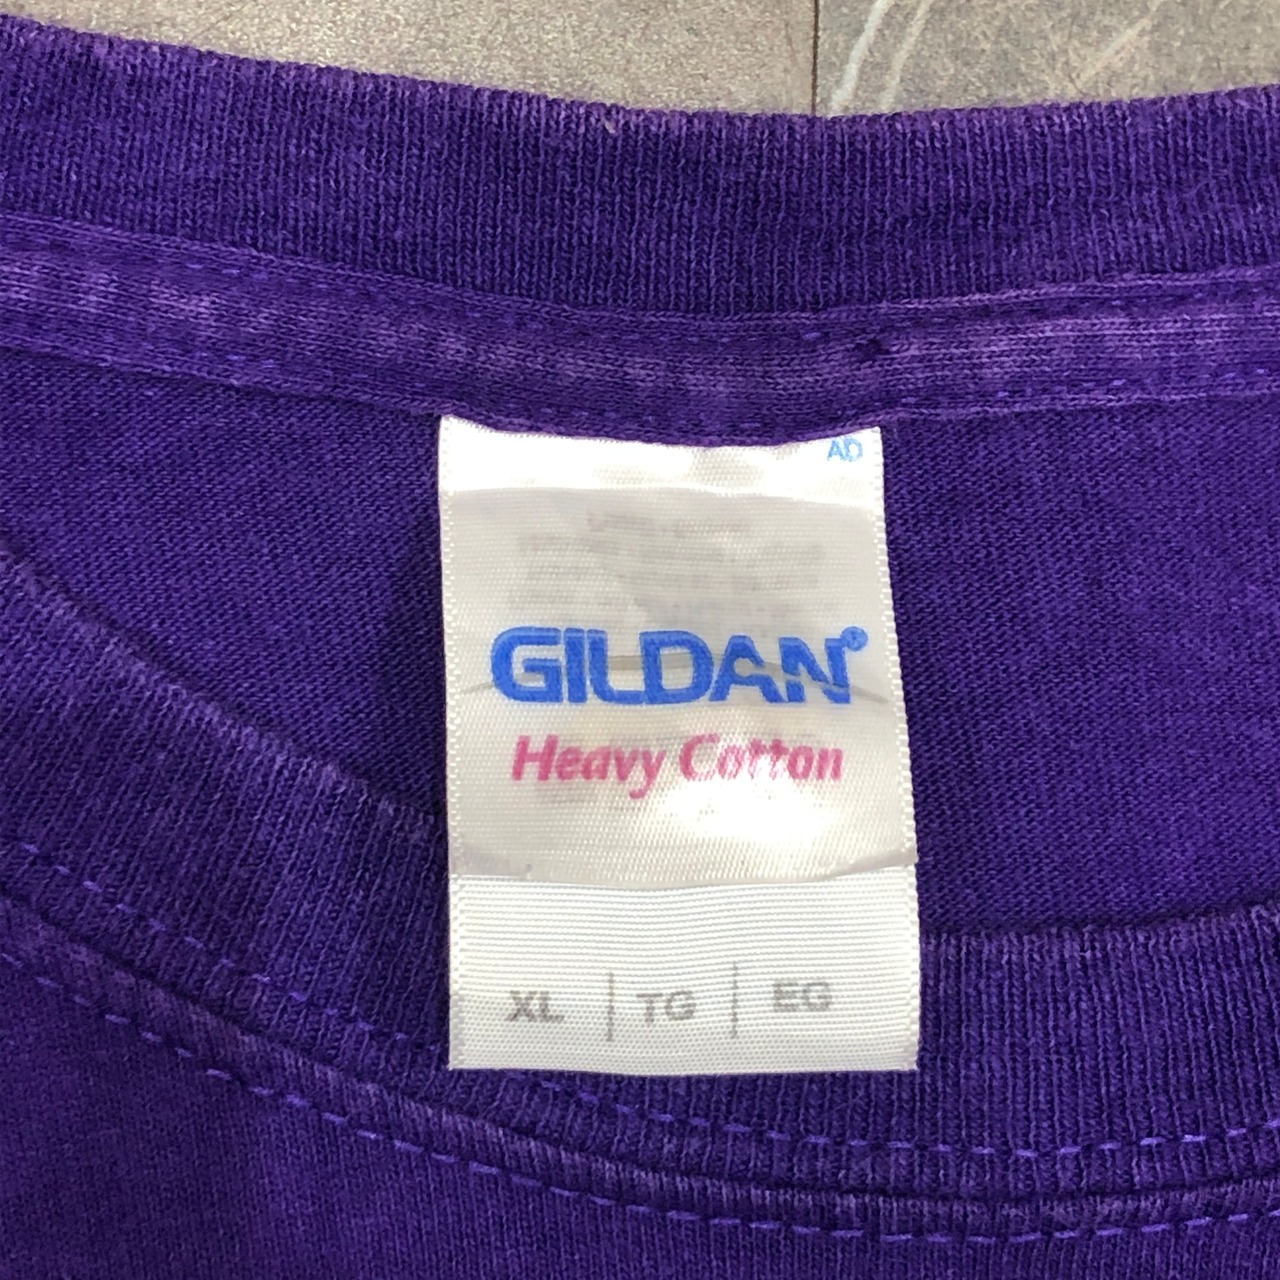 AD
GILDAN®
Heavy Cotton
XL | TG | EG